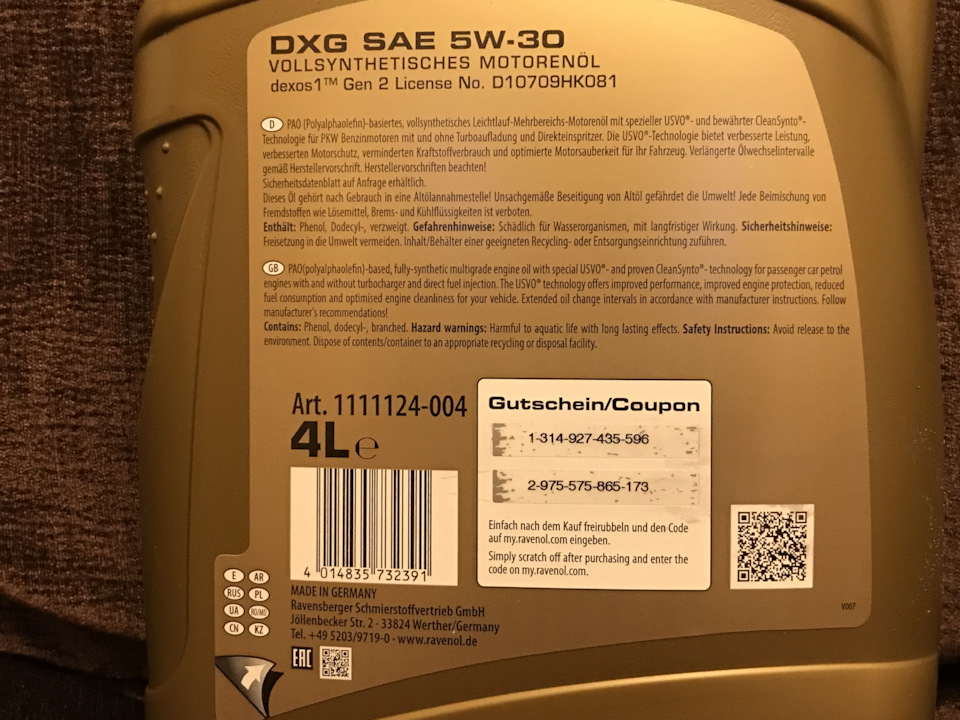 DXG SAE 5W-30
VOLLSYNTHETISCHES MOTORENÖL
dexos1™ Gen 2 License No. D10709HK081
D PAO (Polyalphaolefin)-basiertes, vollsynthetisches Leichtlauf-Mehrbereichs-Motorenöl mit spezieller USVO®- und bewährter CleanSynto®-
Technologie für PKW Benzinmotoren mit und ohne Turboaufladung und Direkteinspritzer. Die USVO®-Technologie bietet verbesserte Leistung,
verbesserten Motorschutz, verminderten Kraftstoffverbrauch und optimierte Motorsauberkeit für Ihr Fahrzeug. Verlängerte Ölwechselintervalle
gemäß Herstellervorschrift. Herstellervorschriften beachten!
Sicherheitsdatenblatt auf Anfrage erhältlich.
Dieses Öl gehört nach Gebrauch in eine Altölannahmestelle! Unsachgemäße Beseitigung von Altöl gefährdet die Umwelt! Jede Beimischung von
Fremdstoffen wie Lösemittel, Brems- und Kühlflüssigkeiten ist verboten.
Enthält: Phenol, Dodecyl-, verzweigt. Gefahrenhinweise: Schädlich für Wasserorganismen, mit langfristiger Wirkung. Sicherheitshinweise:
Freisetzung in die Umwelt vermeiden. Inhalt/Behälter einer geeigneten Recycling- oder Entsorgungseinrichtung zuführen.
GB PAO(polyalphaolefin)-based, fully-synthetic multigrade engine oil with special USVO®- and proven CleanSynto®- technology for passenger car petrol
engines with and without turbocharger and direct fuel injection. The USVO® technology offers improved performance, improved engine protection, reduced
fuel consumption and optimised engine cleanliness for your vehicle. Extended oil change intervals in accordance with manufacturer instructions. Follow
manufacturer's recommendations!
Contains: Phenol, dodecyl-, branched. Hazard warnings: Harmful to aquatic life with long lasting effects. Safety Instructions: Avoid release to the
environment. Dispose of contents/container to an appropriate recycling or disposal facility.
Art. 1111124-004
4L e
Gutschein/Coupon
1-314-927-435-596
2-975-575-865-173
Einfach nach dem Kauf freirubbeln und den Code
auf my.ravenol.com eingeben.
Simply scratch off after purchasing and enter the
code on my.ravenol.com.
4 014835 732391
E AR
RUS PL
UA RO/MD
CN KZ
MADE IN GERMANY
Ravensberger Schmierstoffvertrieb GmbH
Jöllenbecker Str. 2 · 33824 Werther/Germany
Tel. +49 5203/9719-0 · www.ravenol.de
EAC
V007